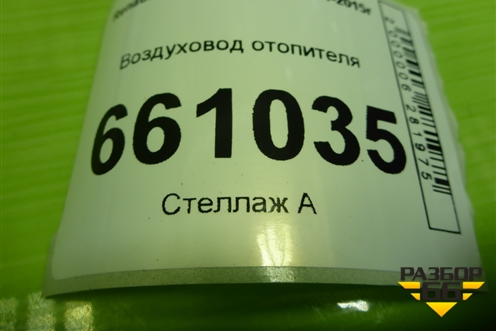 Воздуховод отопителя
661035
Стеллаж А
РАЗБОР
66